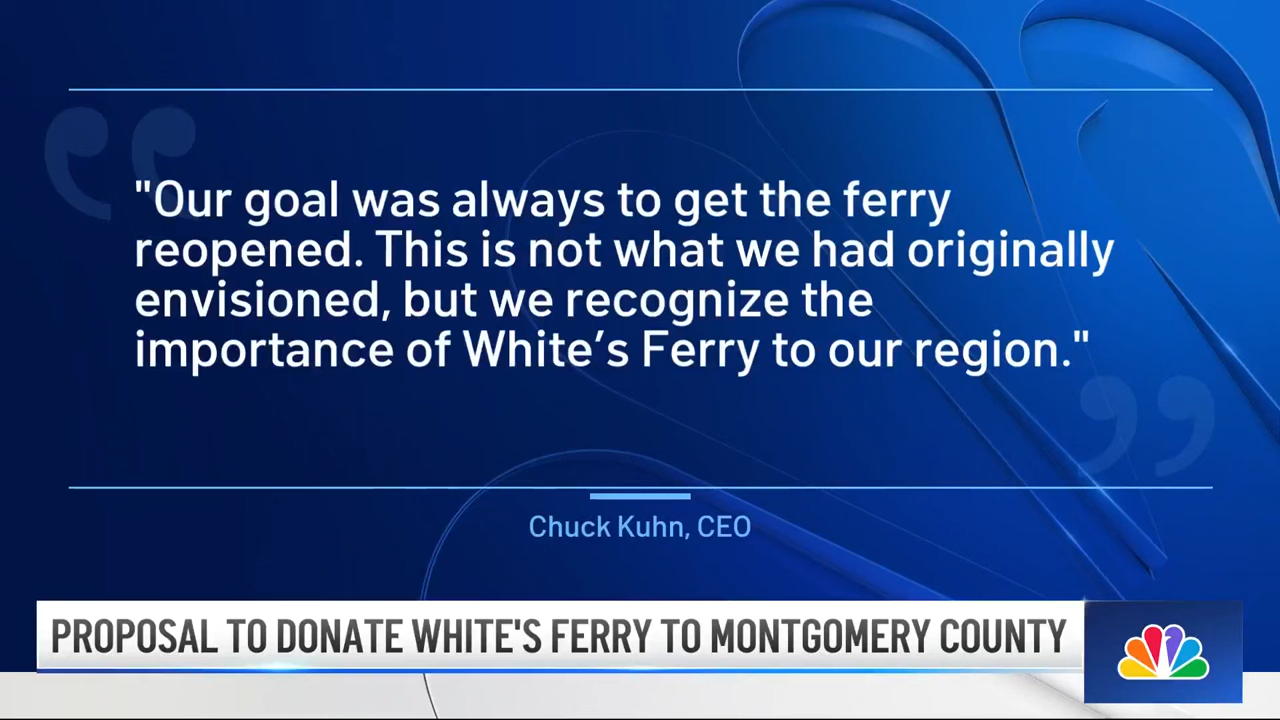 "Our goal was always to get the ferry
reopened. This is not what we had originally
envisioned, but we recognize the
importance of White’s Ferry to our region."
Chuck Kuhn, CEO
PROPOSAL TO DONATE WHITE'S FERRY TO MONTGOMERY COUNTY